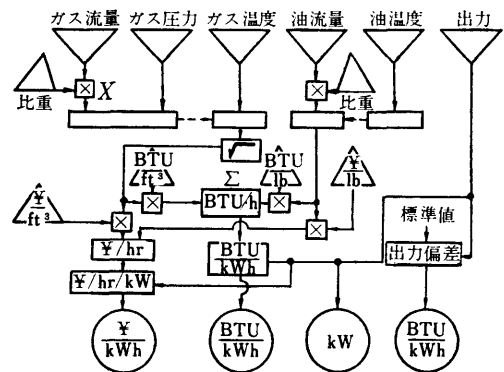 ガス流量 ガス圧力 ガス温度 油流量 油温度 出力
× X ×
比重 比重
√
BTU/ft³ Σ BTU/lb ¥/lb
¥/ft³ × × BTU/h × × 標準値
¥/hr BTU/kWh 出力偏差
¥/hr/kW
¥/kWh BTU/kWh kW BTU/kWh